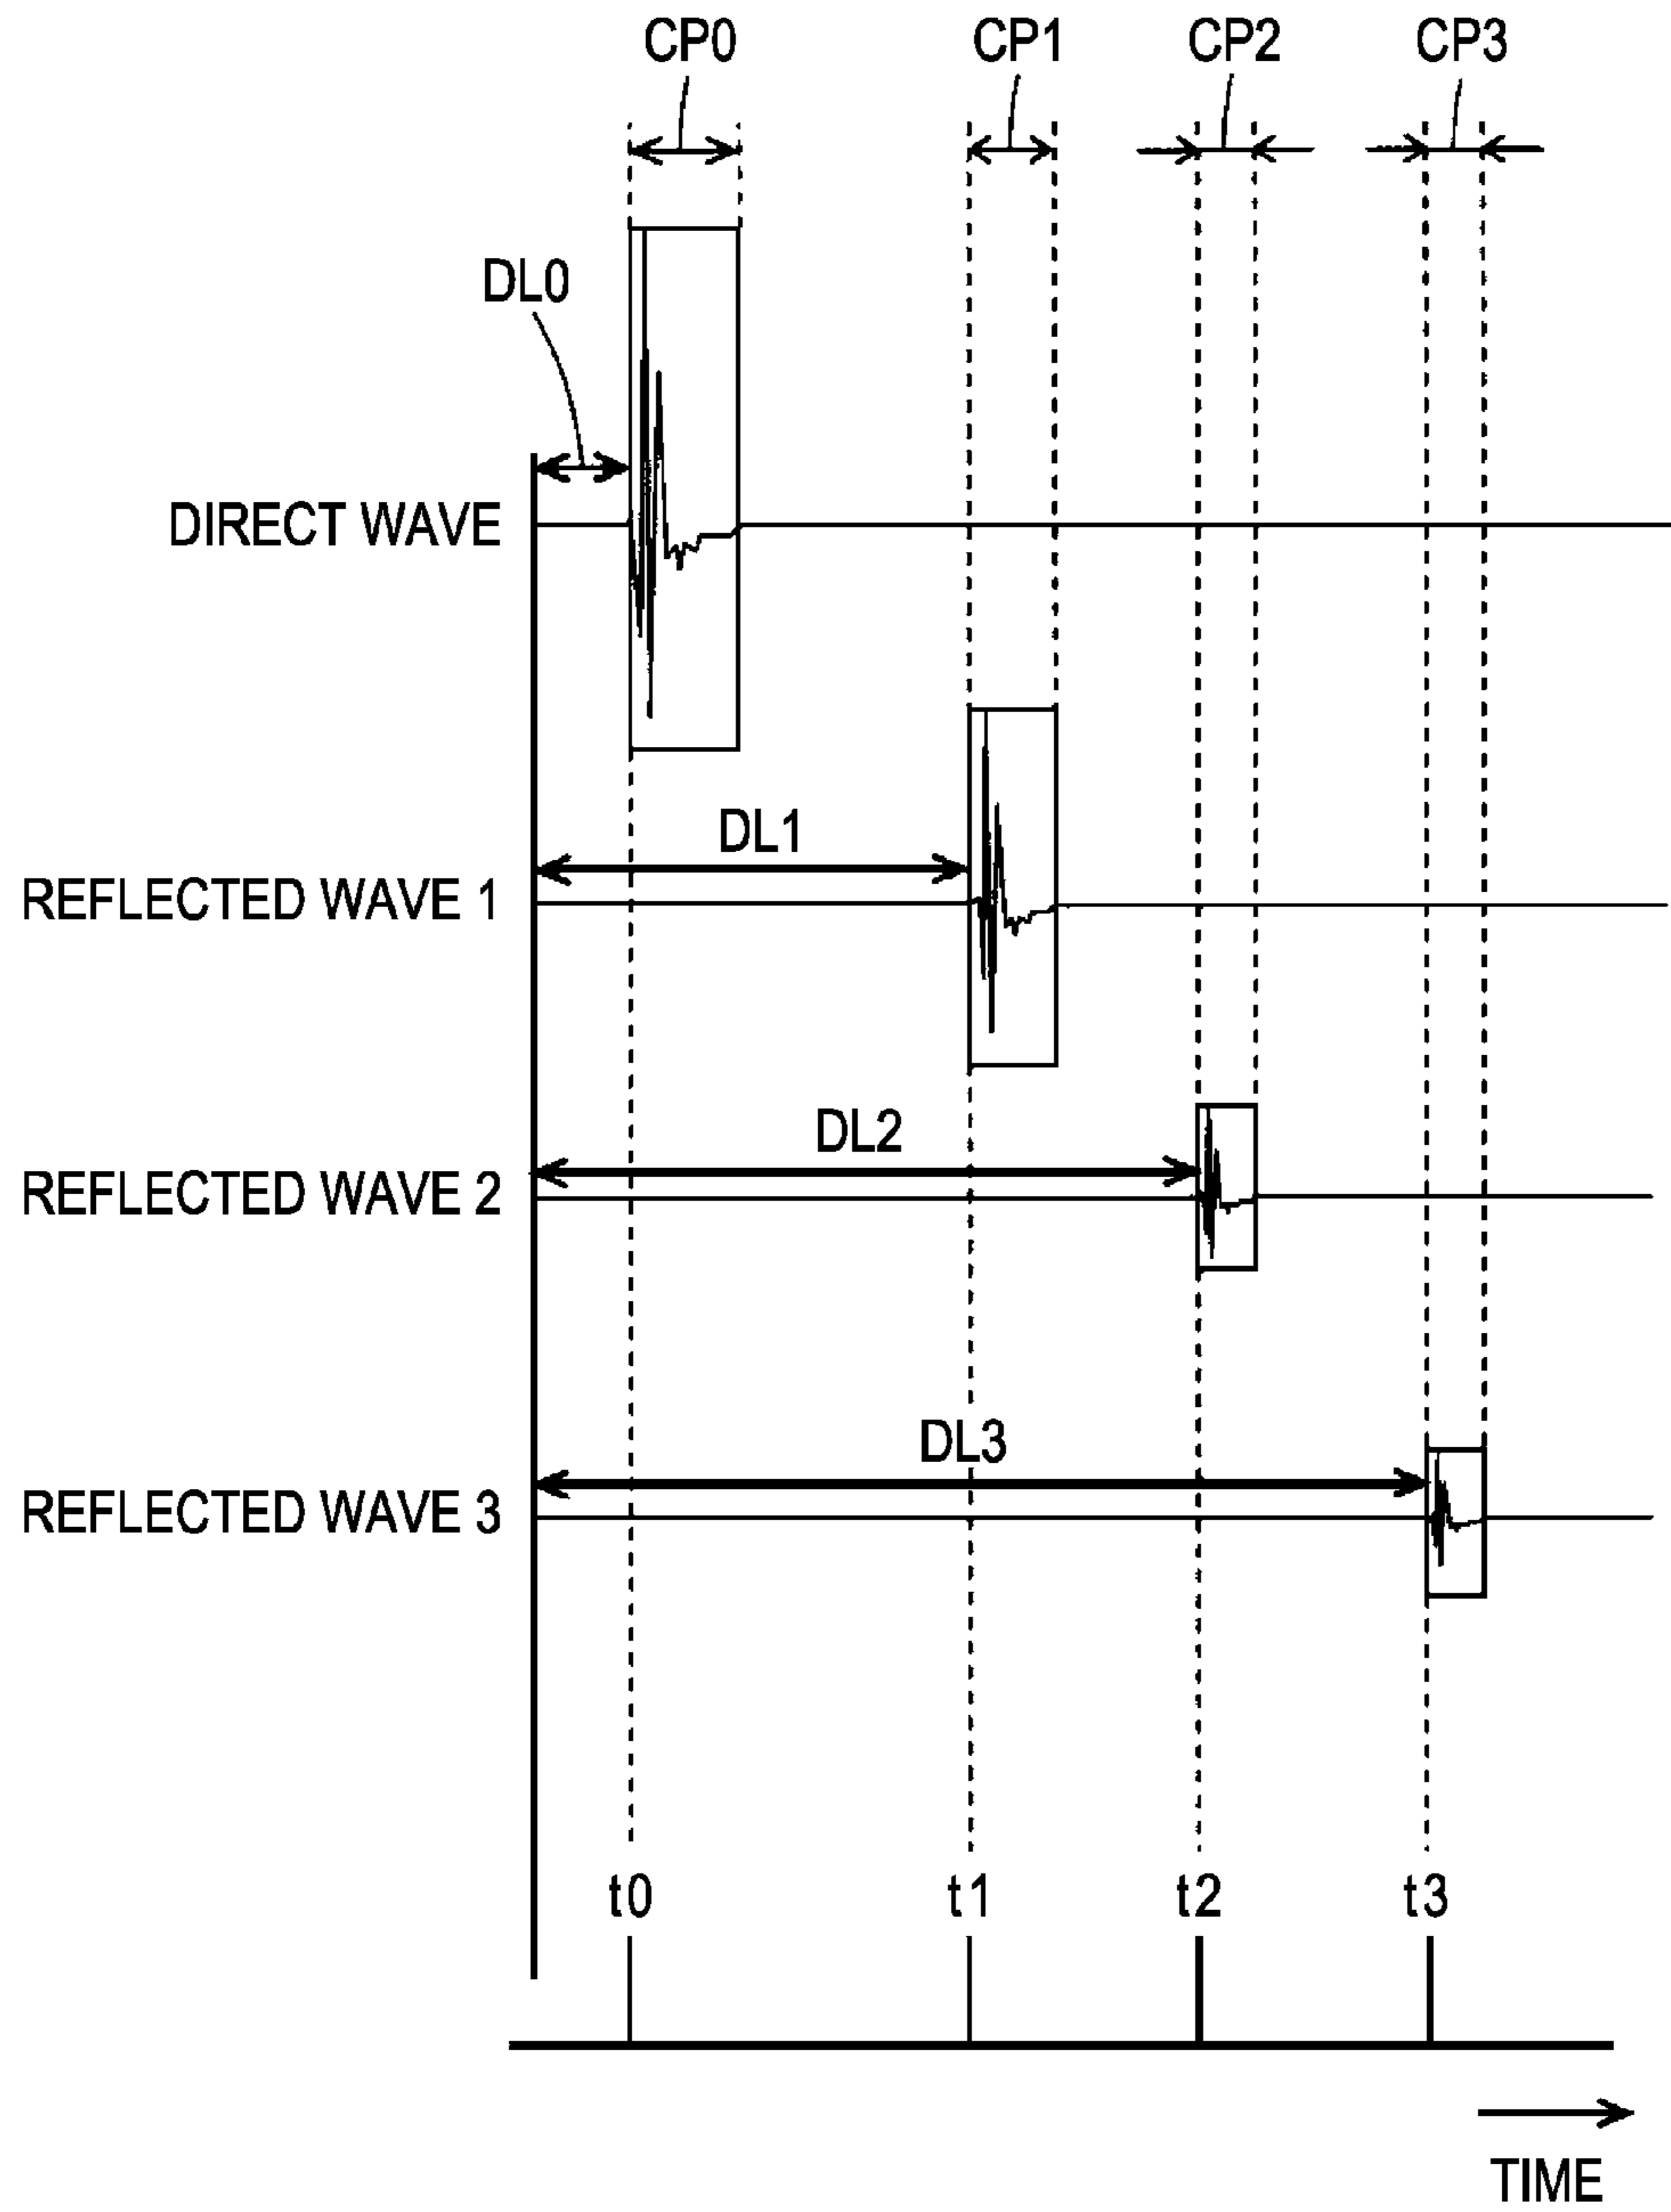 CP0 CP1 CP2 CP3
DL0
DIRECT WAVE
DL1
REFLECTED WAVE 1
DL2
REFLECTED WAVE 2
DL3
REFLECTED WAVE 3
t0 t1 t2 t3
TIME